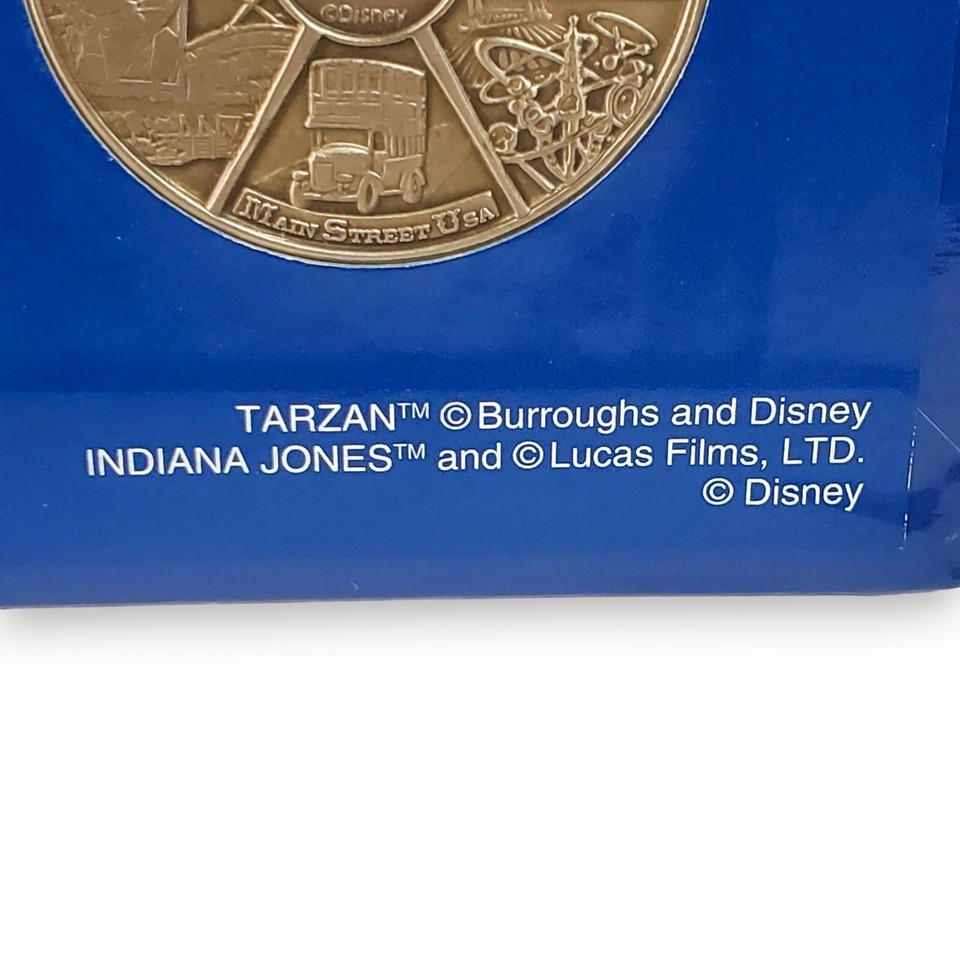 ©Disney
MAIN STREET USA
TARZAN™ ©Burroughs and Disney
INDIANA JONES™ and ©Lucas Films, LTD.
© Disney